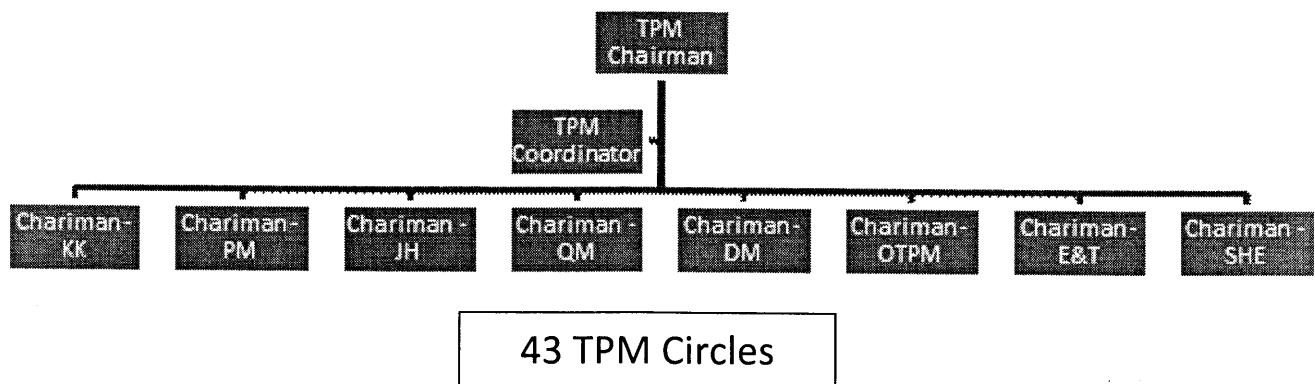 TPM
Chairman
TPM
Coordinator
Chariman-
KK
Chariman-
PM
Chariman -
JH
Chariman -
QM
Chariman -
DM
Chariman-
OTPM
Chariman-
E&T
Chariman -
SHE
43 TPM Circles